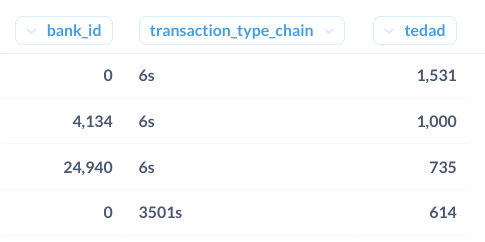 bank_id transaction_type_chain tedad
0 6s 1,531
4,134 6s 1,000
24,940 6s 735
0 3501s 614